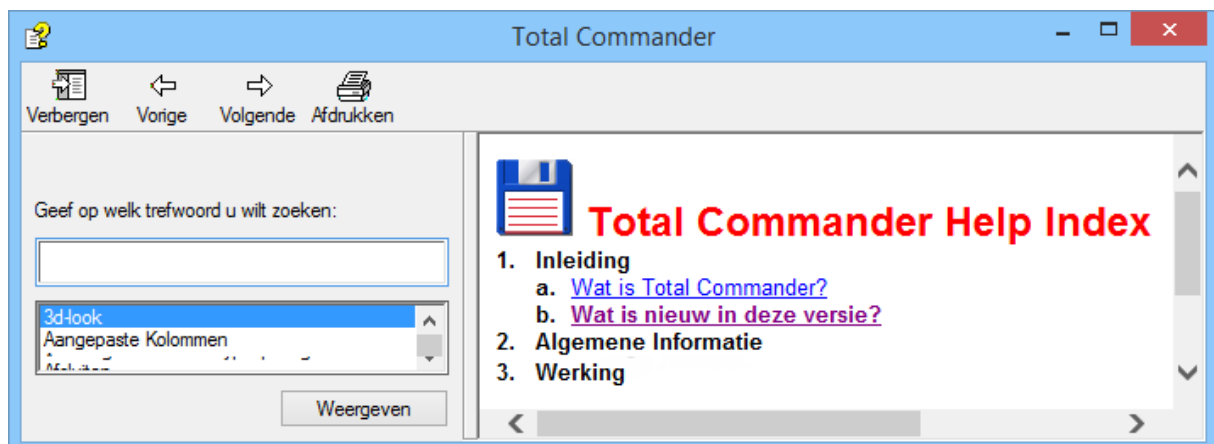 Total Commander
Verbergen Vorige Volgende Afdrukken
Geef op welk trefwoord u wilt zoeken:
3d-look
Aangepaste Kolommen
Afsluiten
Weergeven
Total Commander Help Index
1. Inleiding
a. Wat is Total Commander?
b. Wat is nieuw in deze versie?
2. Algemene Informatie
3. Werking